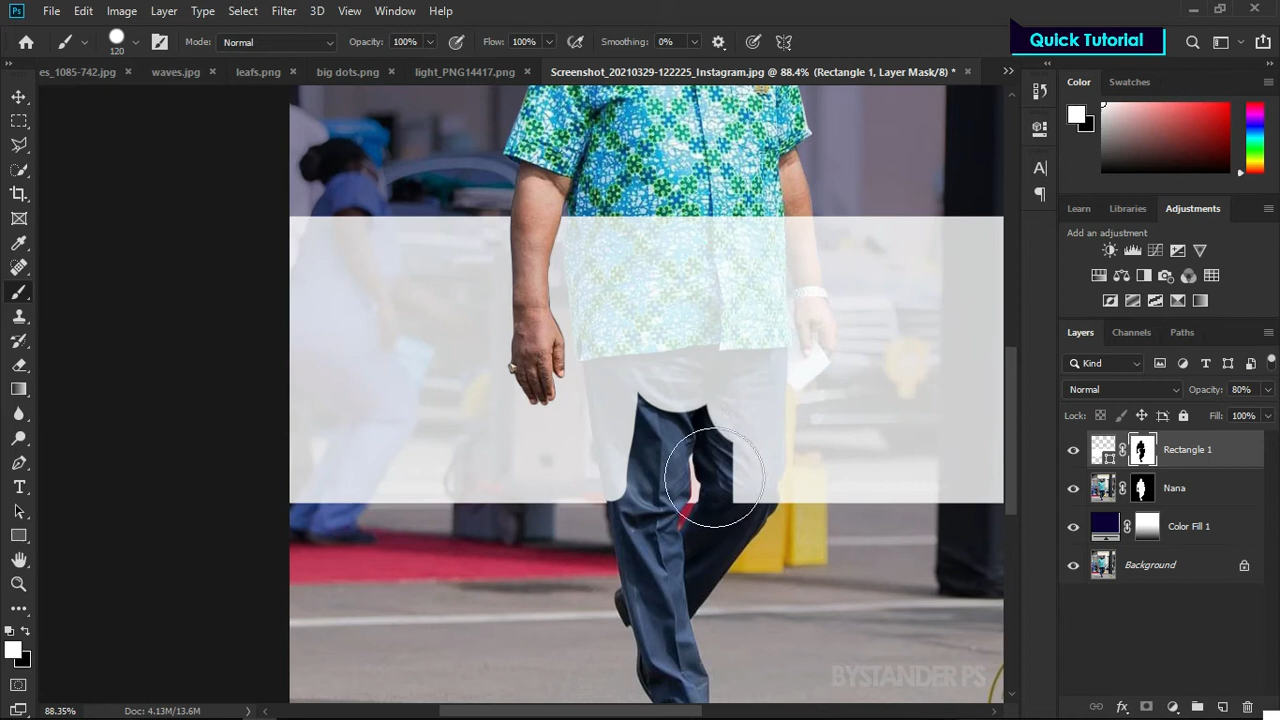 Ps File Edit Image Layer Type Select Filter 3D View Window Help
Quick Tutorial
120 Mode: Normal Opacity: 100% Flow: 100% Smoothing: 0%
es_1085-742.jpg × waves.jpg × leafs.png × big dots.png × light_PNG14417.png × Screenshot_20210329-122225_Instagram.jpg @ 88.4% (Rectangle 1, Layer Mask/8) * ×
Color Swatches
Learn Libraries Adjustments
Add an adjustment
Layers Channels Paths
Kind
Normal Opacity: 80%
Lock: Fill: 100%
Rectangle 1
Nana
Color Fill 1
Background
BYSTANDER PS
88.35% Doc: 4.13M/13.6M